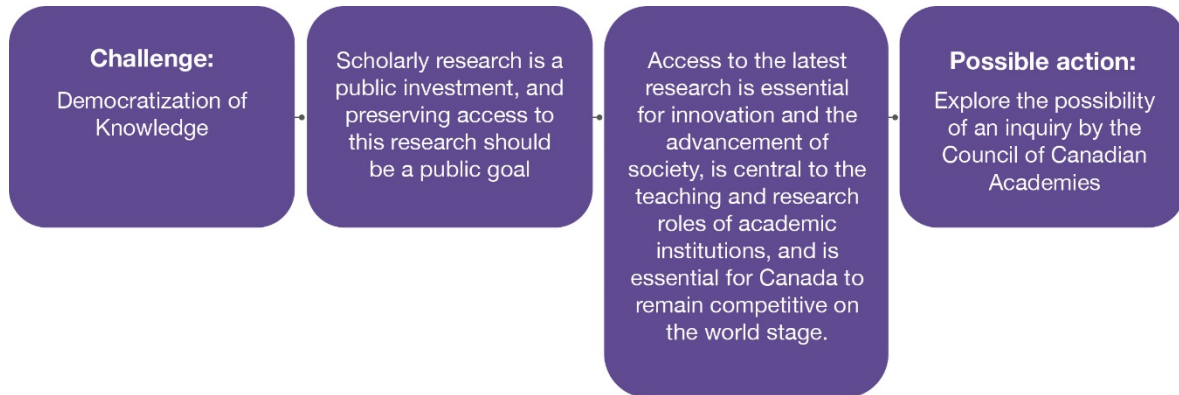 Challenge:
Democratization of
Knowledge
Scholarly research is a
public investment, and
preserving access to
this research should
be a public goal
Access to the latest
research is essential
for innovation and the
advancement of
society, is central to the
teaching and research
roles of academic
institutions, and is
essential for Canada to
remain competitive on
the world stage.
Possible action:
Explore the possibility
of an inquiry by the
Council of Canadian
Academies